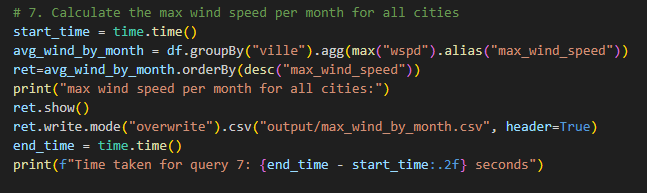 # 7. Calculate the max wind speed per month for all cities
start_time = time.time()
avg_wind_by_month = df.groupBy("ville").agg(max("wspd").alias("max_wind_speed"))
ret=avg_wind_by_month.orderBy(desc("max_wind_speed"))
print("max wind speed per month for all cities:")
ret.show()
ret.write.mode("overwrite").csv("output/max_wind_by_month.csv", header=True)
end_time = time.time()
print(f"Time taken for query 7: {end_time - start_time:.2f} seconds")